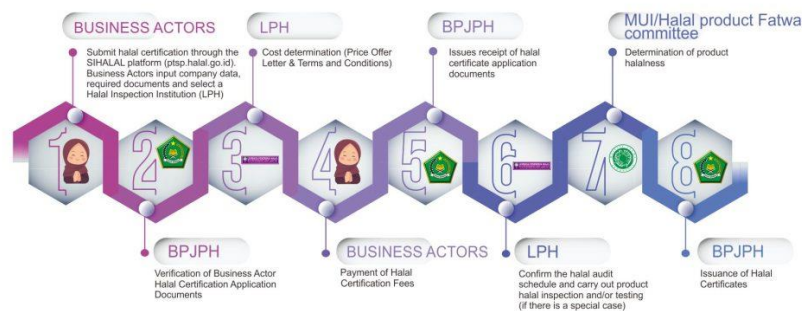 BUSINESS ACTORS
Submit halal certification through the
SIHALAL platform (ptsp.halal.go.id).
Business Actors input company data,
required documents and select a
Halal Inspection Institution (LPH)
LPH
Cost determination (Price Offer
Letter & Terms and Conditions)
BPJPH
Issues receipt of halal
certificate application
documents
MUI/Halal product Fatwa
committee
Determination of product
halalness
1
2
3
4
5
6
7
8
BPJPH
Verification of Business Actor
Halal Certification Application
Documents
BUSINESS ACTORS
Payment of Halal
Certification Fees
LPH
Confirm the halal audit
schedule and carry out product
halal inspection and/or testing
(if there is a special case)
BPJPH
Issuance of Halal
Certificates